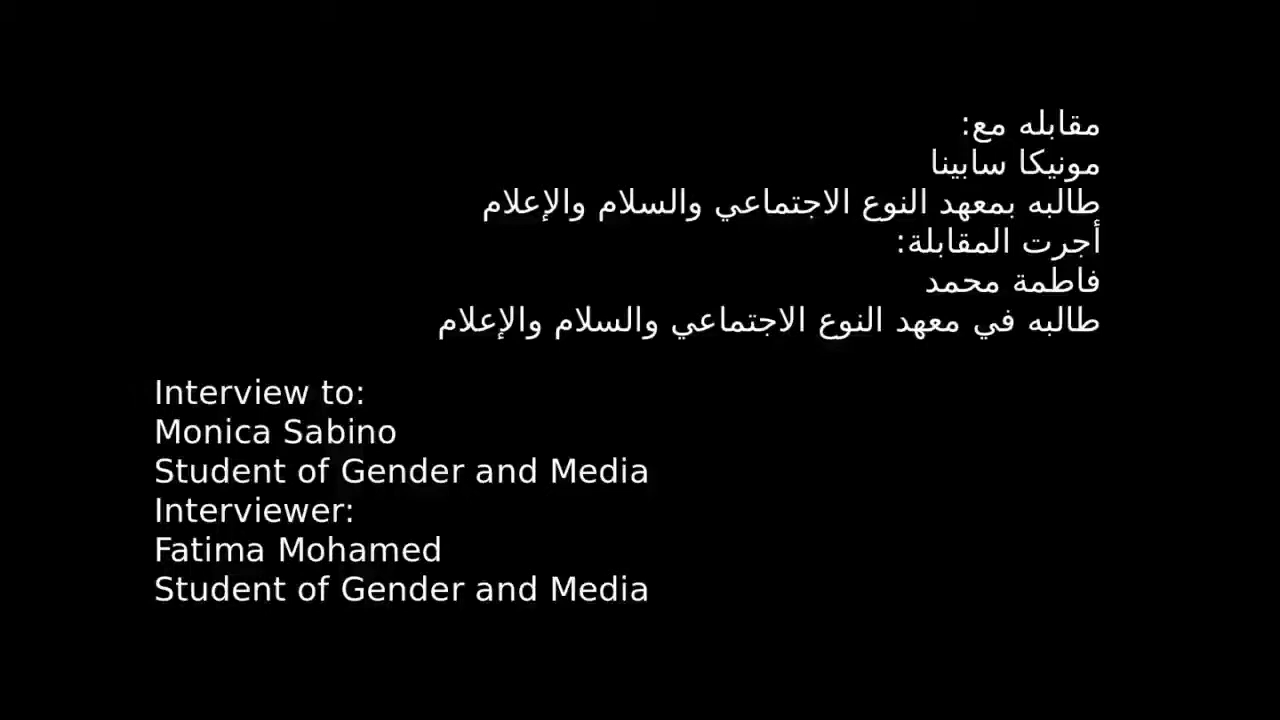 مقابله مع:
مونيكا سابينا
طالبه بمعهد النوع الاجتماعي والسلام والإعلام
أجرت المقابلة:
فاطمة محمد
طالبه في معهد النوع الاجتماعي والسلام والإعلام
Interview to:
Monica Sabino
Student of Gender and Media
Interviewer:
Fatima Mohamed
Student of Gender and Media